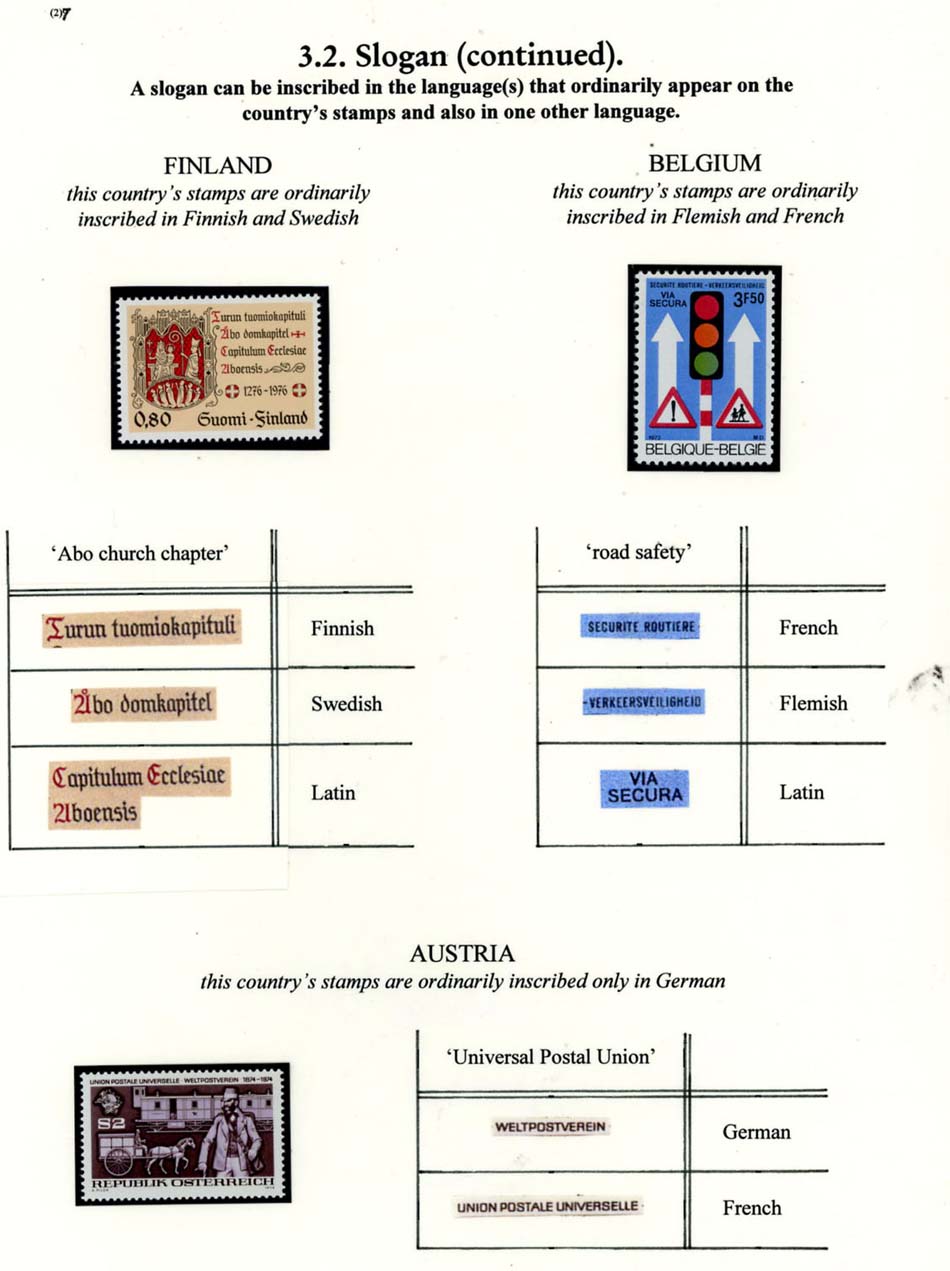 (2)7
3.2. Slogan (continued).
A slogan can be inscribed in the language(s) that ordinarily appear on the
country's stamps and also in one other language.
FINLAND
this country's stamps are ordinarily
inscribed in Finnish and Swedish
Turun tuomiokapituli
Åbo domkapitel
Capitulum Ecclesiae
Aboensis
1276-1976
0,80 Suomi-Finland
BELGIUM
this country's stamps are ordinarily
inscribed in Flemish and French
SECURITE ROUTIERE - VERKEERSVEILIGHEID
VIA
SECURA
3F50
!
M.D.
BELGIQUE-BELGIË
'Abo church chapter'
Turun tuomiokapituli Finnish
Åbo domkapitel Swedish
Capitulum Ecclesiae
Aboensis
Latin
'road safety'
SECURITE ROUTIERE French
-VERKEERSVEILIGHEID Flemish
VIA
SECURA
Latin
AUSTRIA
this country's stamps are ordinarily inscribed only in German
UNION POSTALE UNIVERSELLE · WELTPOSTVEREIN 1874-1974
S2
REPUBLIK ÖSTERREICH
'Universal Postal Union'
WELTPOSTVEREIN German
UNION POSTALE UNIVERSELLE · French